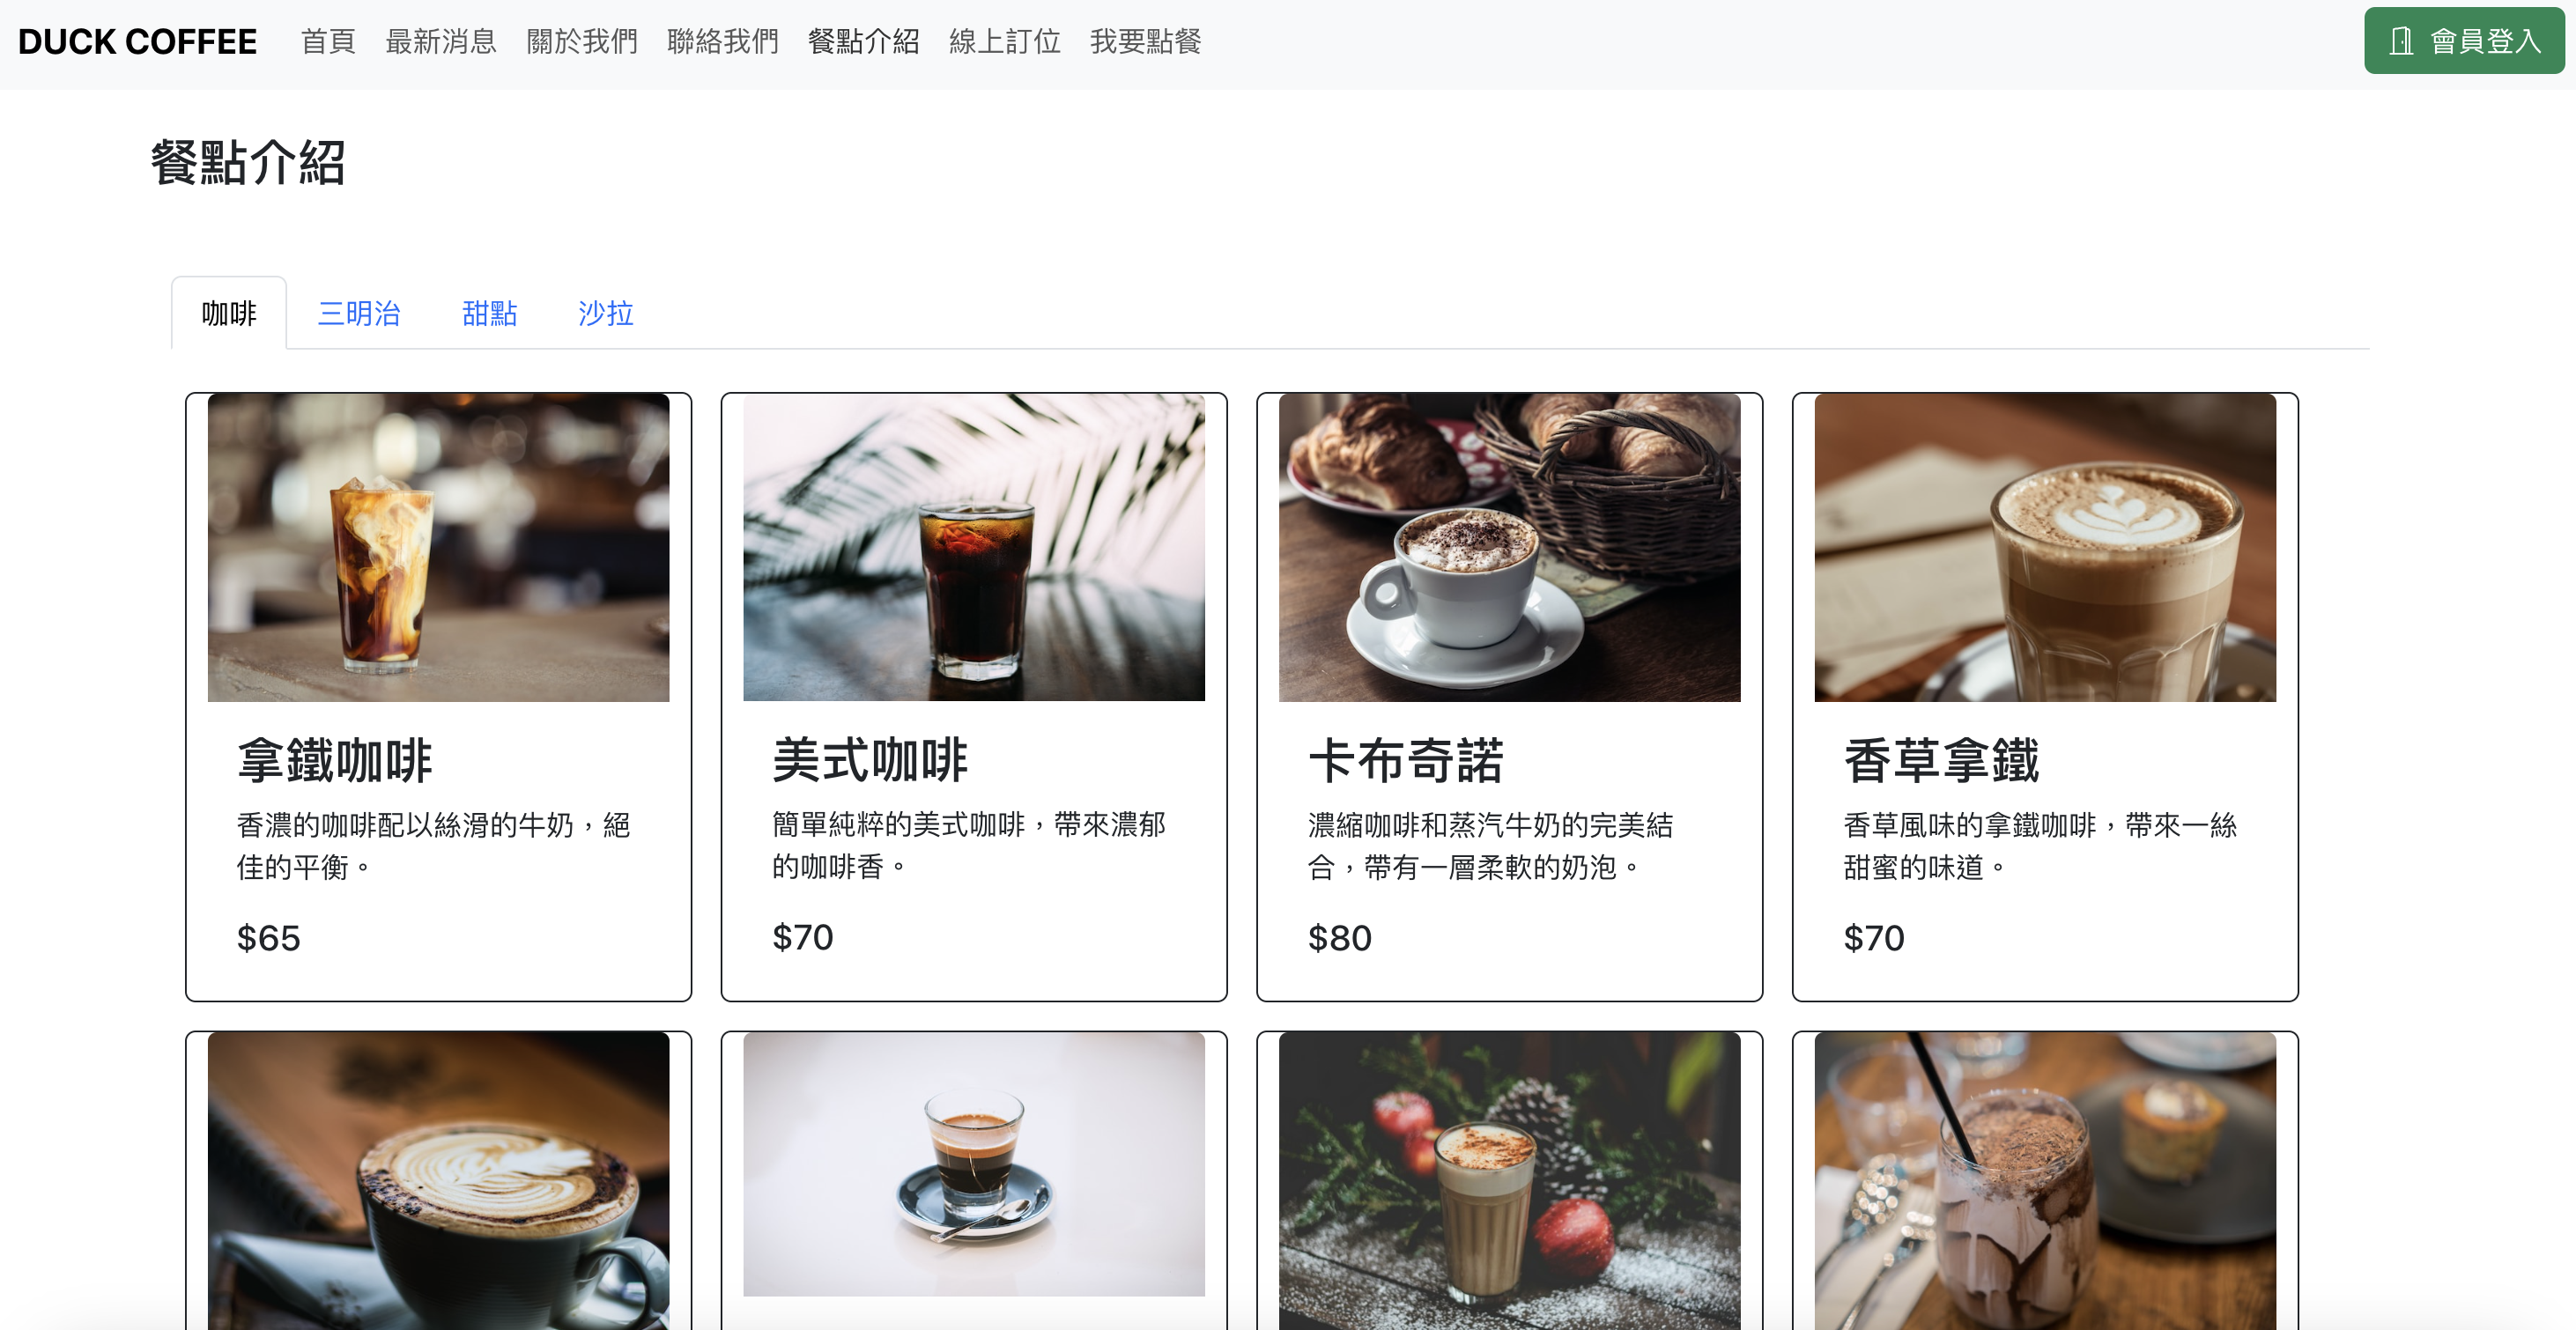 DUCK COFFEE 首頁 最新消息 關於我們 聯絡我們 餐點介紹 線上訂位 我要點餐 會員登入
餐點介紹
咖啡 三明治 甜點 沙拉
拿鐵咖啡
香濃的咖啡配以絲滑的牛奶，絕
佳的平衡。
$65
美式咖啡
簡單純粹的美式咖啡，帶來濃郁
的咖啡香。
$70
卡布奇諾
濃縮咖啡和蒸汽牛奶的完美結
合，帶有一層柔軟的奶泡。
$80
香草拿鐵
香草風味的拿鐵咖啡，帶來一絲
甜蜜的味道。
$70